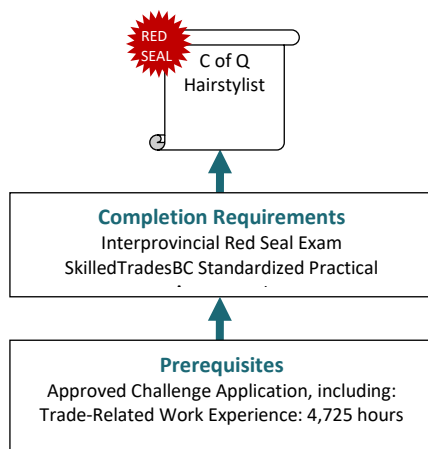 RED
SEAL
C of Q
Hairstylist
Completion Requirements
Interprovincial Red Seal Exam
SkilledTradesBC Standardized Practical
Prerequisites
Approved Challenge Application, including:
Trade-Related Work Experience: 4,725 hours